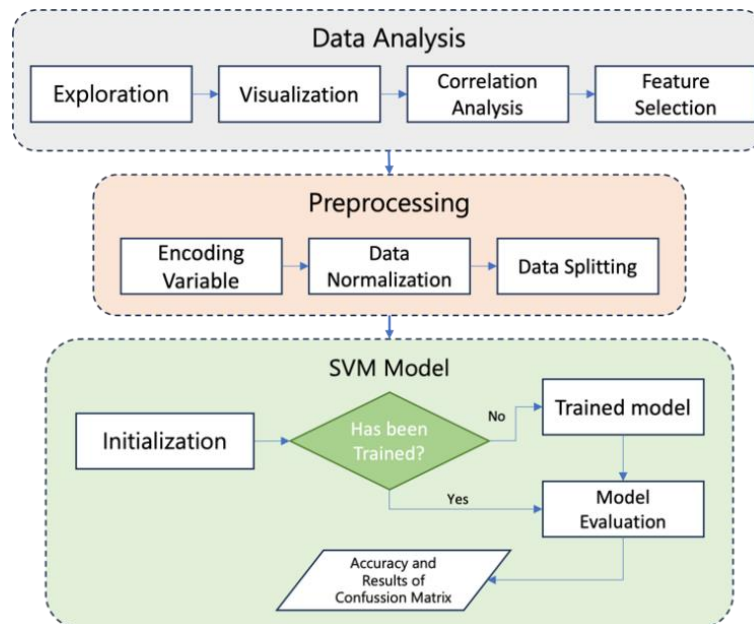 Data Analysis
Exploration
Visualization
Correlation
Analysis
Feature
Selection
Preprocessing
Encoding
Variable
Data
Normalization
Data Splitting
SVM Model
Initialization
Has been
Trained?
No
Trained model
Yes
Model
Evaluation
Accuracy and
Results of
Confussion Matrix